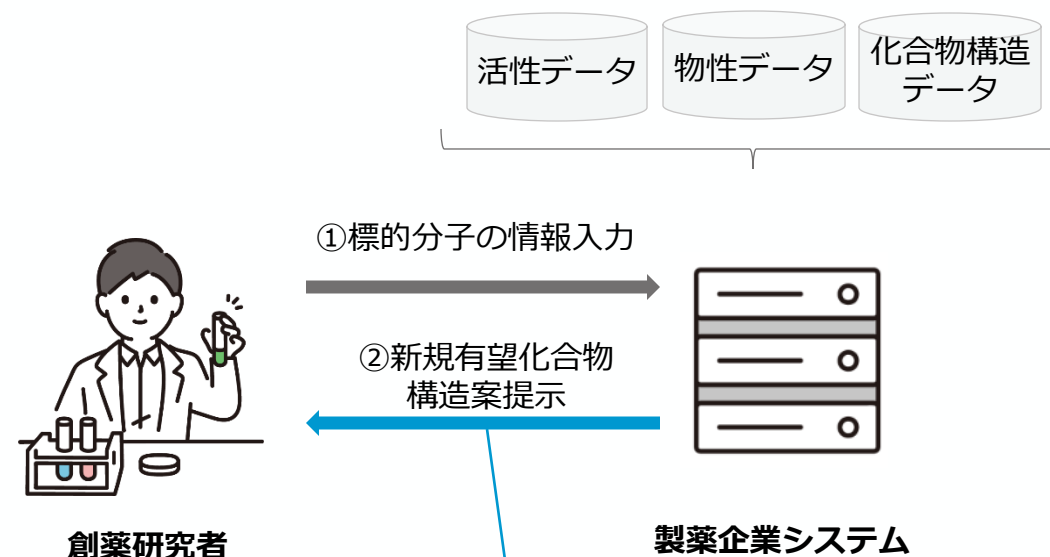 活性データ
物性データ
化合物構造
データ
①標的分子の情報入力
②新規有望化合物
構造案提示
創薬研究者
製薬企業システム